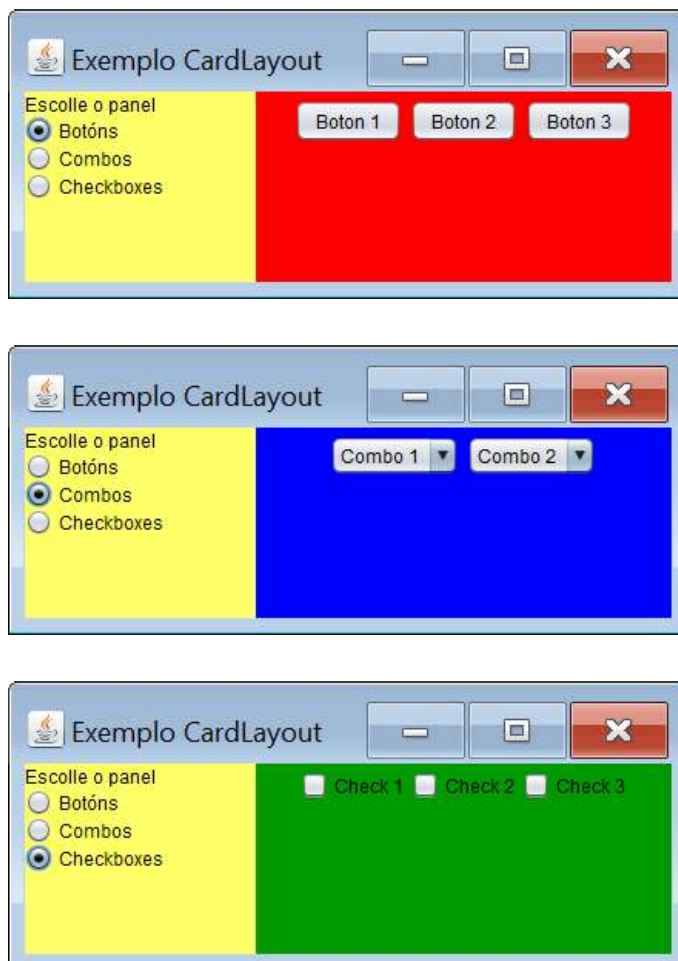 Exemplo CardLayout
Escolle o panel
Botóns
Combos
Checkboxes
Boton 1 Boton 2 Boton 3
Exemplo CardLayout
Escolle o panel
Botóns
Combos
Checkboxes
Combo 1 Combo 2
Exemplo CardLayout
Escolle o panel
Botóns
Combos
Checkboxes
Check 1 Check 2 Check 3